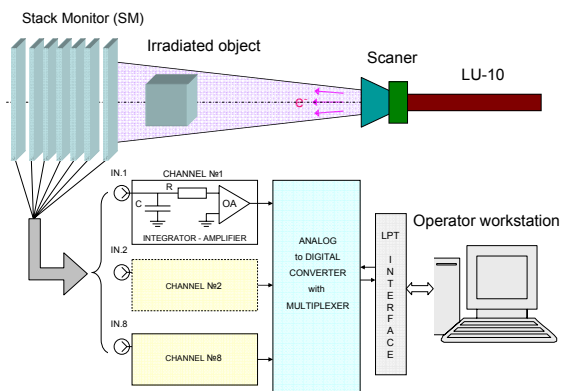 Stack Monitor (SM)
Irradiated object
Scaner
LU-10
e⁻
IN.1
CHANNEL №1
R
C
OA
INTEGRATOR - AMPLIFIER
IN.2
CHANNEL №2
IN.8
CHANNEL №8
ANALOG
to DIGITAL
CONVERTER
with
MULTIPLEXER
LPT
INTERFACE
Operator workstation